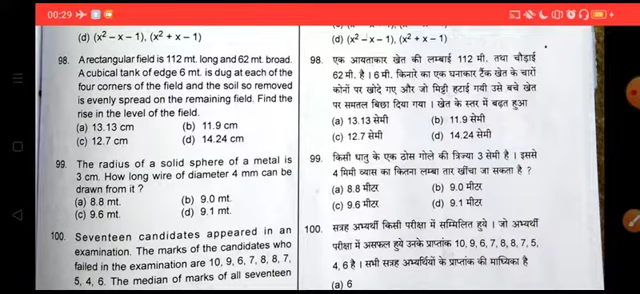 00:29
(d) (x² – x – 1), (x² + x – 1)
98. A rectangular field is 112 mt. long and 62 mt. broad.
A cubical tank of edge 6 mt. is dug at each of the
four corners of the field and the soil so removed
is evenly spread on the remaining field. Find the
rise in the level of the field.
(a) 13.13 cm (b) 11.9 cm
(c) 12.7 cm (d) 14.24 cm
99. The radius of a solid sphere of a metal is
3 cm. How long wire of diameter 4 mm can be
drawn from it ?
(a) 8.8 mt. (b) 9.0 mt.
(c) 9.6 mt. (d) 9.1 mt.
100. Seventeen candidates appeared in an
examination. The marks of the candidates who
failed in the examination are 10, 9, 6, 7, 8, 8, 7,
5, 4, 6. The median of marks of all seventeen
(d) (x² – x – 1), (x² + x – 1)
98. एक आयताकार खेत की लम्बाई 112 मी. तथा चौड़ाई
62 मी. है । 6 मी. किनारे का एक घनाकार टैंक खेत के चारों
कोनों पर खोदे गए और जो मिट्टी हटाई गयी उसे बचे खेत
पर समतल बिछा दिया गया । खेत के स्तर में बढ़त हुआ
(a) 13.13 सेमी (b) 11.9 सेमी
(c) 12.7 सेमी (d) 14.24 सेमी
99. किसी धातु के एक ठोस गोले की त्रिज्या 3 सेमी है । इससे
4 मिमी व्यास का कितना लम्बा तार खींचा जा सकता है ?
(a) 8.8 मीटर (b) 9.0 मीटर
(c) 9.6 मीटर (d) 9.1 मीटर
100. सत्रह अभ्यर्थी किसी परीक्षा में सम्मिलित हुये । जो अभ्यर्थी
परीक्षा में असफल हुये उनके प्राप्तांक 10, 9, 6, 7, 8, 8, 7, 5,
4, 6 है । सभी सत्रह अभ्यर्थियों के प्राप्तांक की माध्यिका है
(a) 6